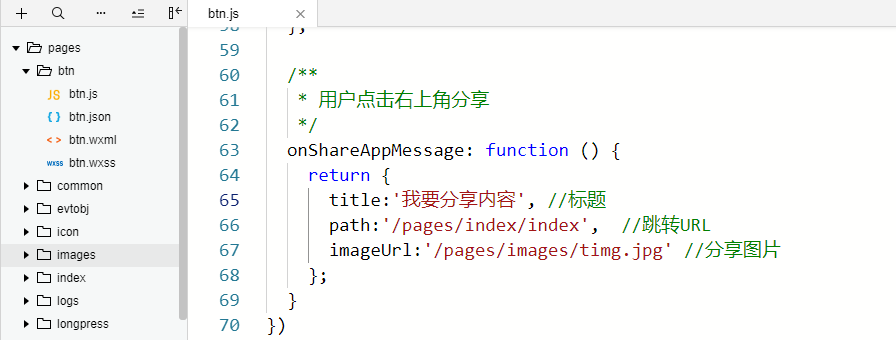 btn.js
pages
btn
JS btn.js
{ } btn.json
< > btn.wxml
wxss btn.wxss
common
evtobj
icon
images
index
logs
longpress
58 },
59
60 /**
61 * 用户点击右上角分享
62 */
63 onShareAppMessage: function () {
64 return {
65 title:'我要分享内容', //标题
66 path:'/pages/index/index', //跳转URL
67 imageUrl:'/pages/images/timg.jpg' //分享图片
68 };
69 }
70 })